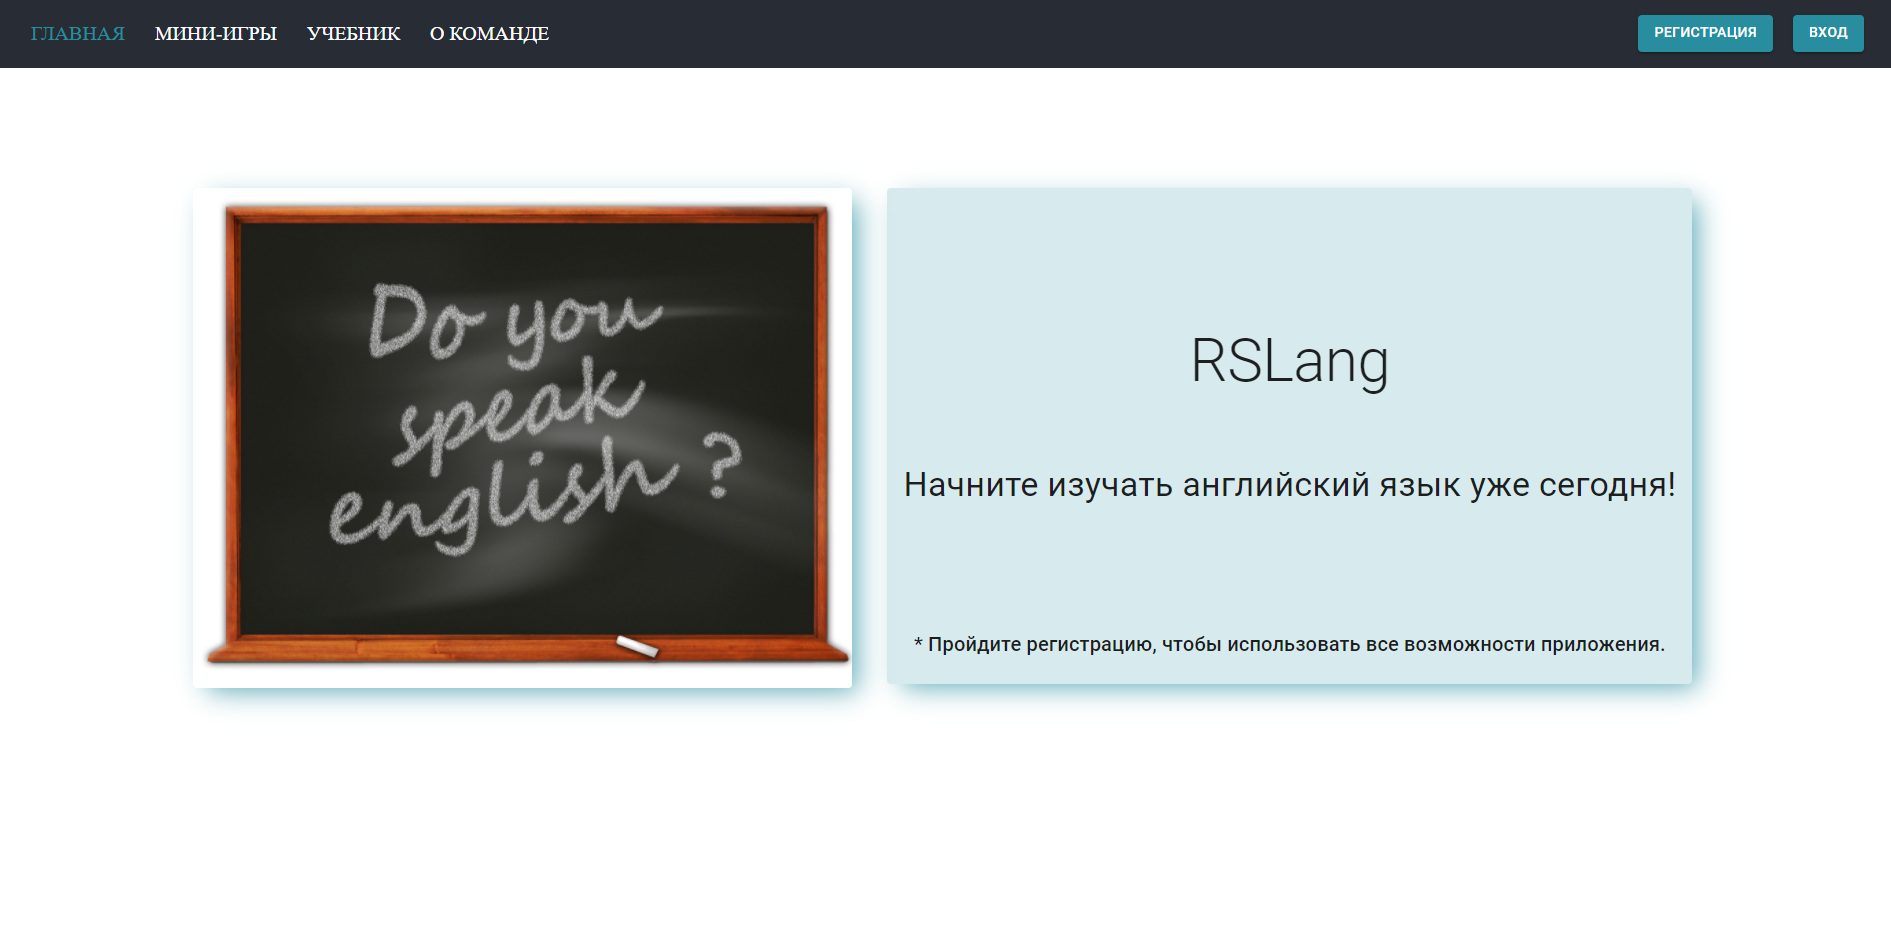 ГЛАВНАЯ МИНИ-ИГРЫ УЧЕБНИК О КОМАНДЕ РЕГИСТРАЦИЯ ВХОД
Do you
speak
english ?
RSLang
Начните изучать английский язык уже сегодня!
* Пройдите регистрацию, чтобы использовать все возможности приложения.